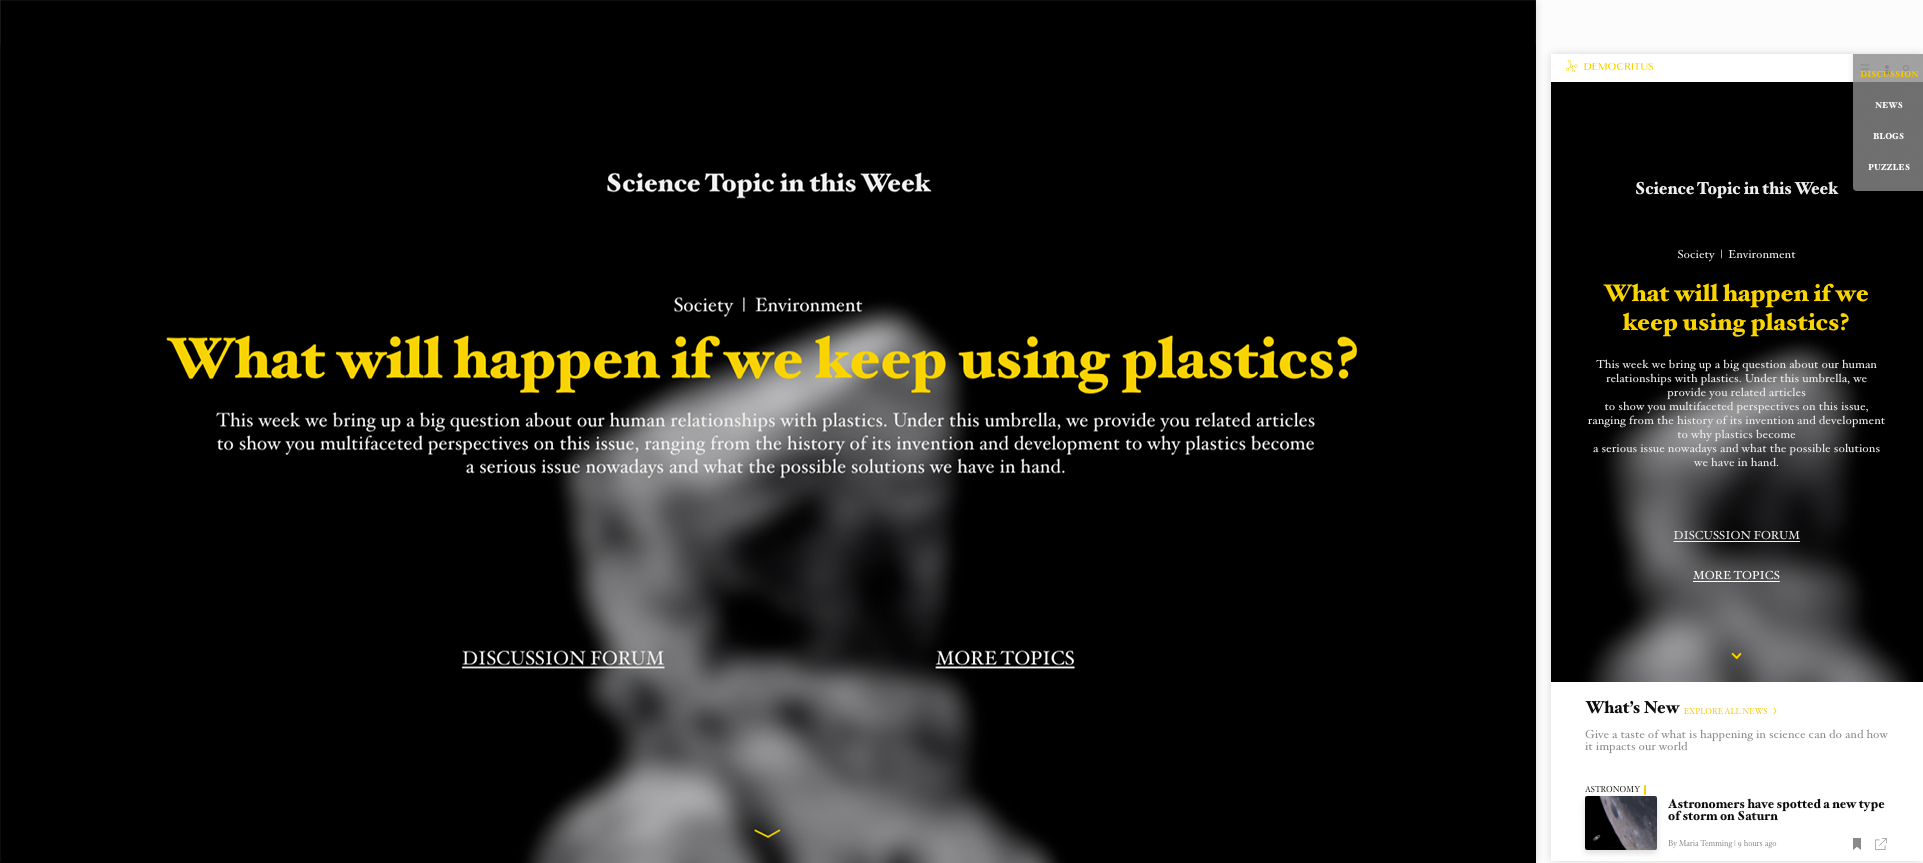 Science Topic in this Week
Society | Environment
What will happen if we keep using plastics?
This week we bring up a big question about our human relationships with plastics. Under this umbrella, we provide you related articles
to show you multifaceted perspectives on this issue, ranging from the history of its invention and development to why plastics become
a serious issue nowadays and what the possible solutions we have in hand.
DISCUSSION FORUM
MORE TOPICS
DEMOCRITUS
DISCUSSION
NEWS
BLOGS
PUZZLES
Science Topic in this Week
Society | Environment
What will happen if we
keep using plastics?
This week we bring up a big question about our human
relationships with plastics. Under this umbrella, we
provide you related articles
to show you multifaceted perspectives on this issue,
ranging from the history of its invention and development
to why plastics become
a serious issue nowadays and what the possible solutions
we have in hand.
DISCUSSION FORUM
MORE TOPICS
What's New EXPLORE ALL NEWS
Give a taste of what is happening in science can do and how
it impacts our world
ASTRONOMY
Astronomers have spotted a new type
of storm on Saturn
By Maria Temming | 9 hours ago